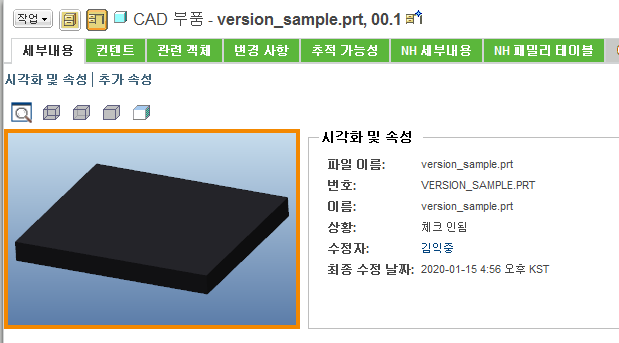 작업 CAD 부품 - version_sample.prt, 00.1
세부내용 컨텐트 관련 객체 변경 사항 추적 가능성 NH 세부내용 NH 패밀리 테이블
시각화 및 속성 | 추가 속성
시각화 및 속성
파일 이름: version_sample.prt
번호: VERSION_SAMPLE.PRT
이름: version_sample.prt
상황: 체크 인됨
수정자: 김익중
최종 수정 날짜: 2020-01-15 4:56 오후 KST